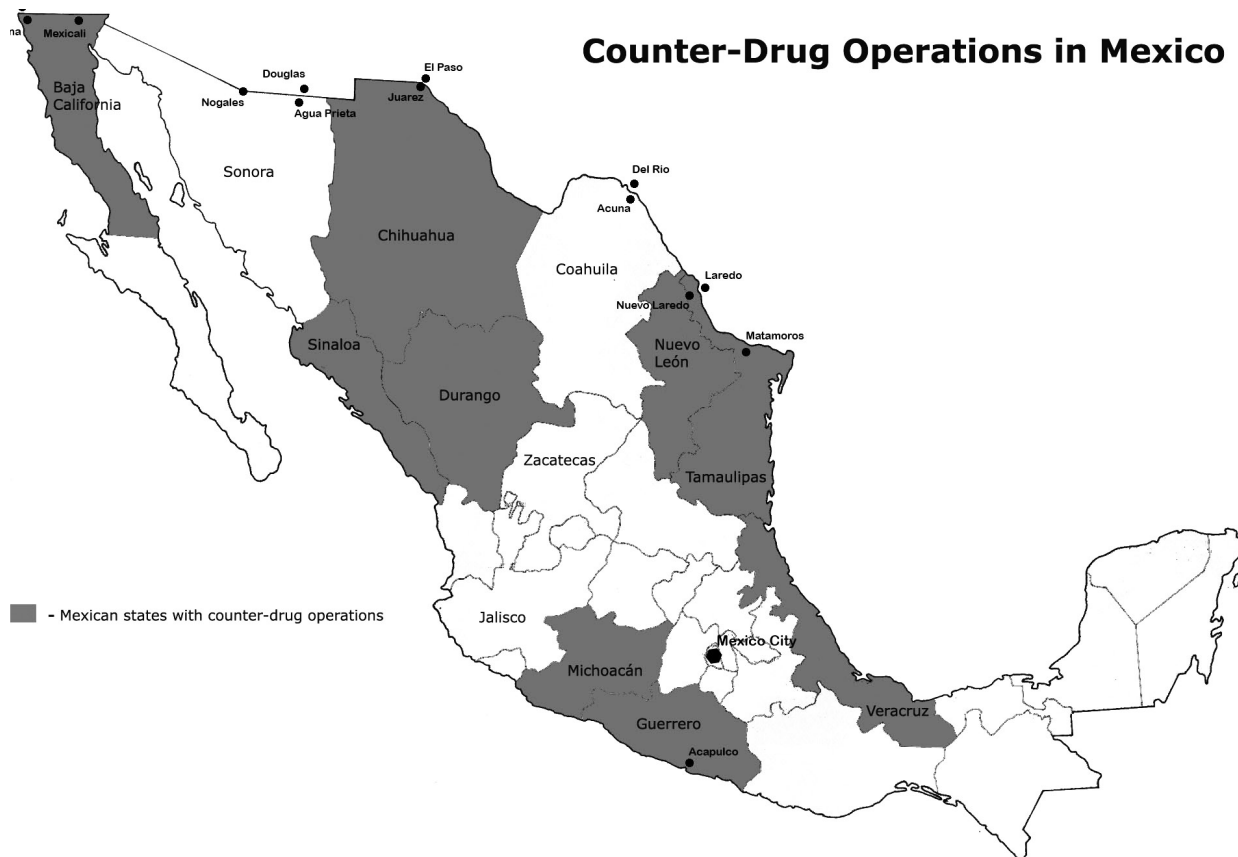 Counter-Drug Operations in Mexico
na
Mexicali
Baja
California
Nogales
Douglas
Agua Prieta
El Paso
Juarez
Sonora
Chihuahua
Del Rio
Acuna
Coahuila
Laredo
Nuevo Laredo
Matamoros
Nuevo
León
Sinaloa
Durango
Zacatecas
Tamaulipas
- Mexican states with counter-drug operations
Jalisco
Mexico City
Michoacán
Guerrero
Veracruz
Acapulco